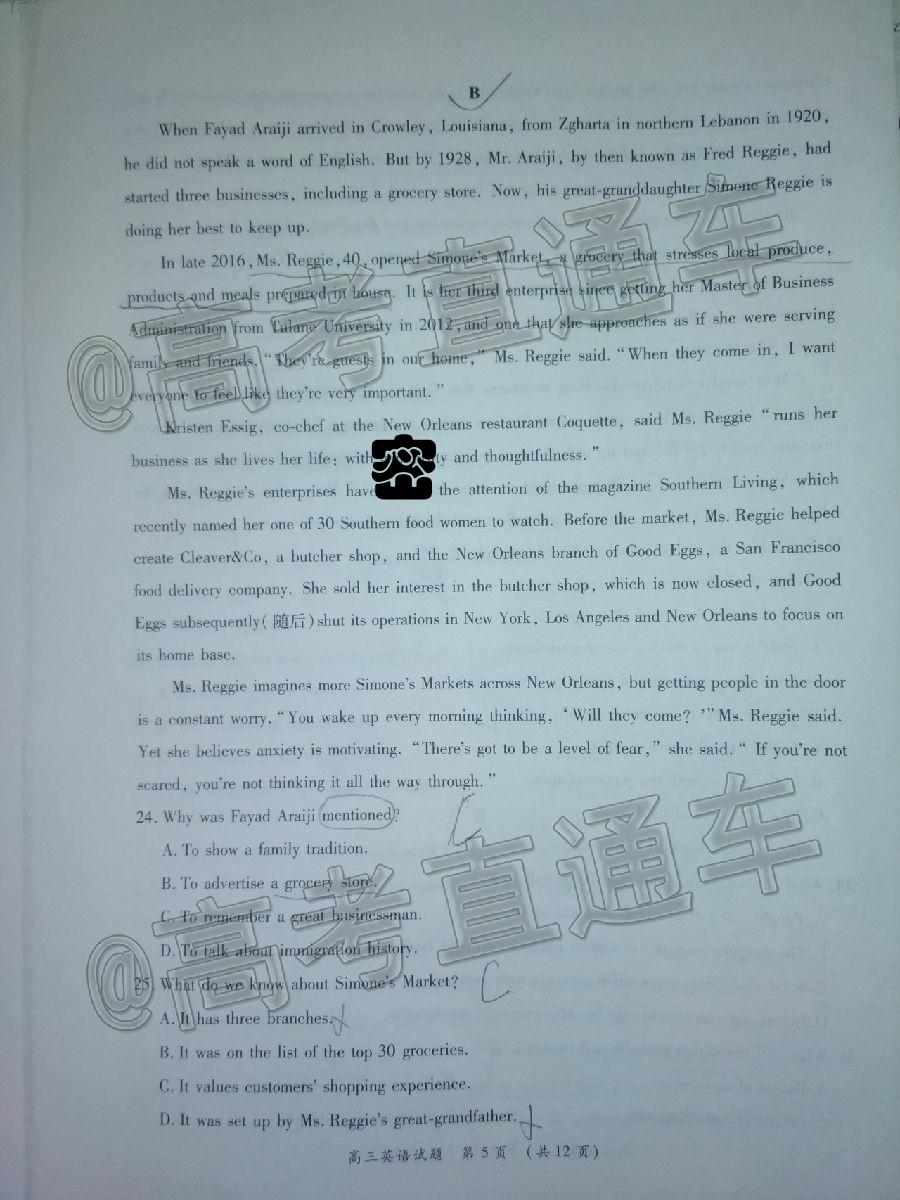 B
When Fayad Araiji arrived in Crowley, Louisiana, from Zgharta in northern Lebanon in 1920,
he did not speak a word of English. But by 1928, Mr. Araiji, by then known as Fred Reggie, had
started three businesses, including a grocery store. Now, his great-granddaughter Simone Reggie is
doing her best to keep up.
In late 2016, Ms. Reggie, 40, opened Simone's Market, a grocery that stresses local produce,
products and meals prepared in house. It is her third enterprise since getting her Master of Business
Administration from Tulane University in 2012, and one that she approaches as if she were serving
family and friends. "They're guests in our home," Ms. Reggie said. "When they come in, I want
everyone to feel like they're very important."
Kristen Essig, co-chef at the New Orleans restaurant Coquette, said Ms. Reggie "runs her
business as she lives her life: with and thoughtfulness."
Ms. Reggie's enterprises have the attention of the magazine Southern Living, which
recently named her one of 30 Southern food women to watch. Before the market, Ms. Reggie helped
create Cleaver&Co, a butcher shop, and the New Orleans branch of Good Eggs, a San Francisco
food delivery company. She sold her interest in the butcher shop, which is now closed, and Good
Eggs subsequently(随后)shut its operations in New York, Los Angeles and New Orleans to focus on
its home base.
Ms. Reggie imagines more Simone's Markets across New Orleans, but getting people in the door
is a constant worry. "You wake up every morning thinking, 'Will they come?'" Ms. Reggie said.
Yet she believes anxiety is motivating. "There's got to be a level of fear," she said. "If you're not
scared, you're not thinking it all the way through."
24. Why was Fayad Araiji mentioned? C
A. To show a family tradition.
B. To advertise a grocery store.
C. To remember a great businessman.
D. To talk about immigration history.
25. What do we know about Simone's Market? C
A. It has three branches.
B. It was on the list of the top 30 groceries.
C. It values customers' shopping experience.
D. It was set up by Ms. Reggie's great-grandfather.
高三英语试题 第5页 (共12页)
@高考直通车
@高考直通车